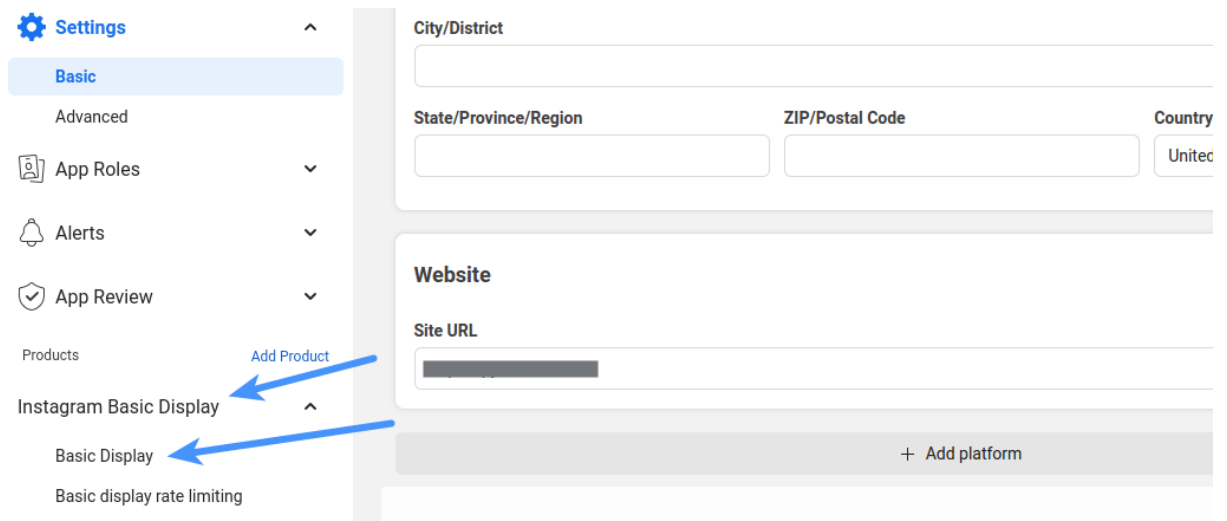 Settings
Basic
Advanced
App Roles
Alerts
App Review
Products
Add Product
Instagram Basic Display
Basic Display
Basic display rate limiting
City/District
State/Province/Region
ZIP/Postal Code
Country
United
Website
Site URL
+ Add platform